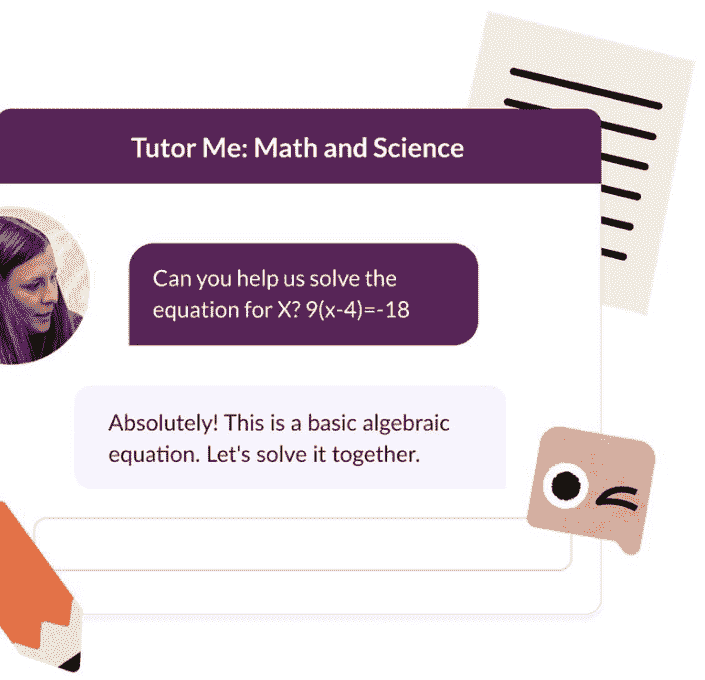 Tutor Me: Math and Science
Can you help us solve the
equation for X? 9(x-4)=-18
Absolutely! This is a basic algebraic
equation. Let's solve it together.